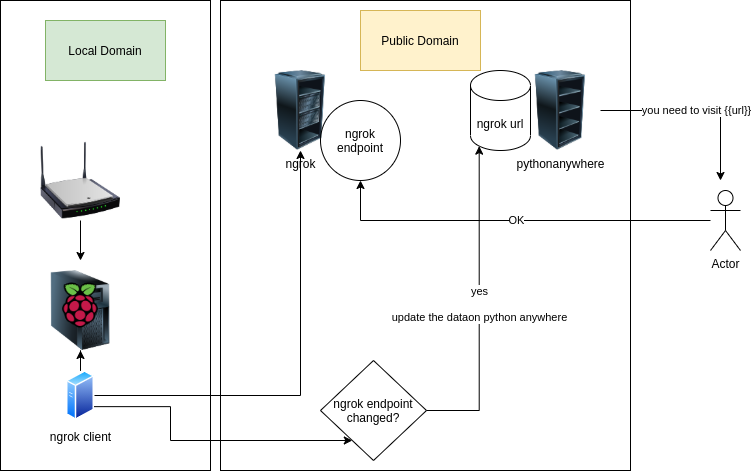 Local Domain
Public Domain
ngrok
endpoint
ngrok
ngrok url
pythonanywhere
you need to visit {{url}}
OK
Actor
yes
update the dataon python anywhere
ngrok endpoint
changed?
ngrok client